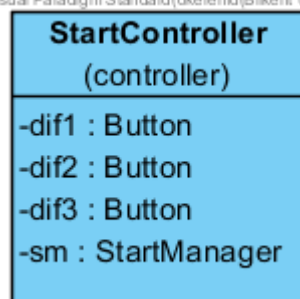 StartController
(controller)
-dif1 : Button
-dif2 : Button
-dif3 : Button
-sm : StartManager